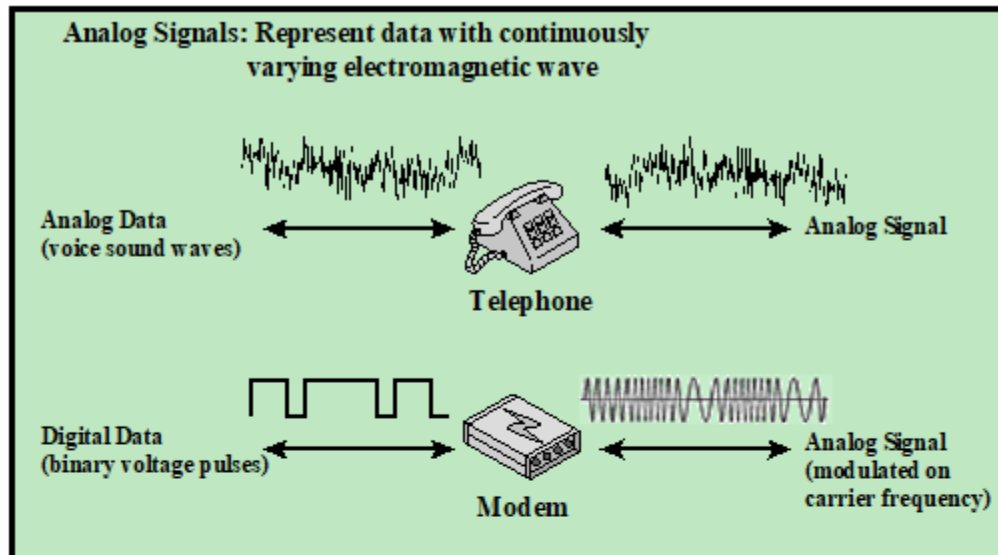 Analog Signals: Represent data with continuously
varying electromagnetic wave
Analog Data
(voice sound waves)
Analog Signal
Telephone
Digital Data
(binary voltage pulses)
Analog Signal
(modulated on
carrier frequency)
Modem